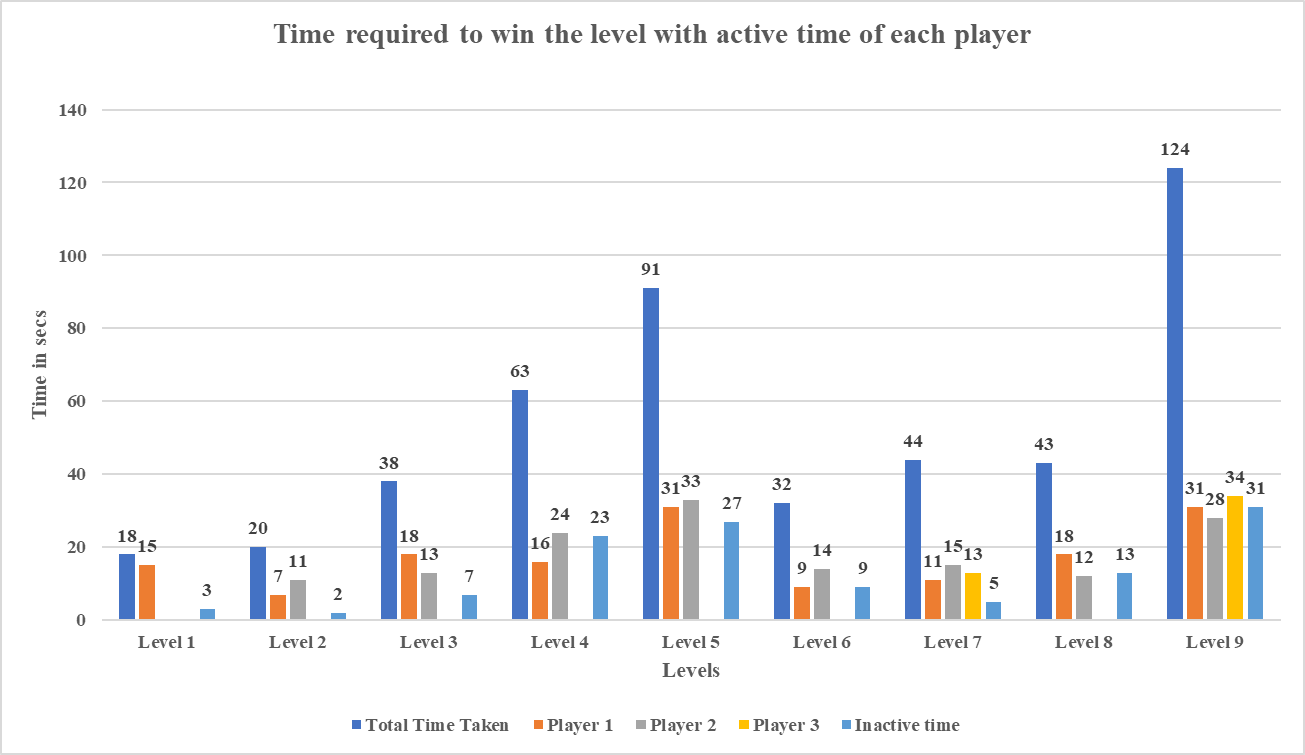 Time required to win the level with active time of each player
Time in secs
140
120
100
80
60
40
20
0
18 15 3
20 7 11 2
38 18 13 7
63 16 24 23
91 31 33 27
32 9 14 9
44 11 15 13 5
43 18 12 13
124 31 28 34 31
Level 1 Level 2 Level 3 Level 4 Level 5 Level 6 Level 7 Level 8 Level 9
Levels
Total Time Taken Player 1 Player 2 Player 3 Inactive time